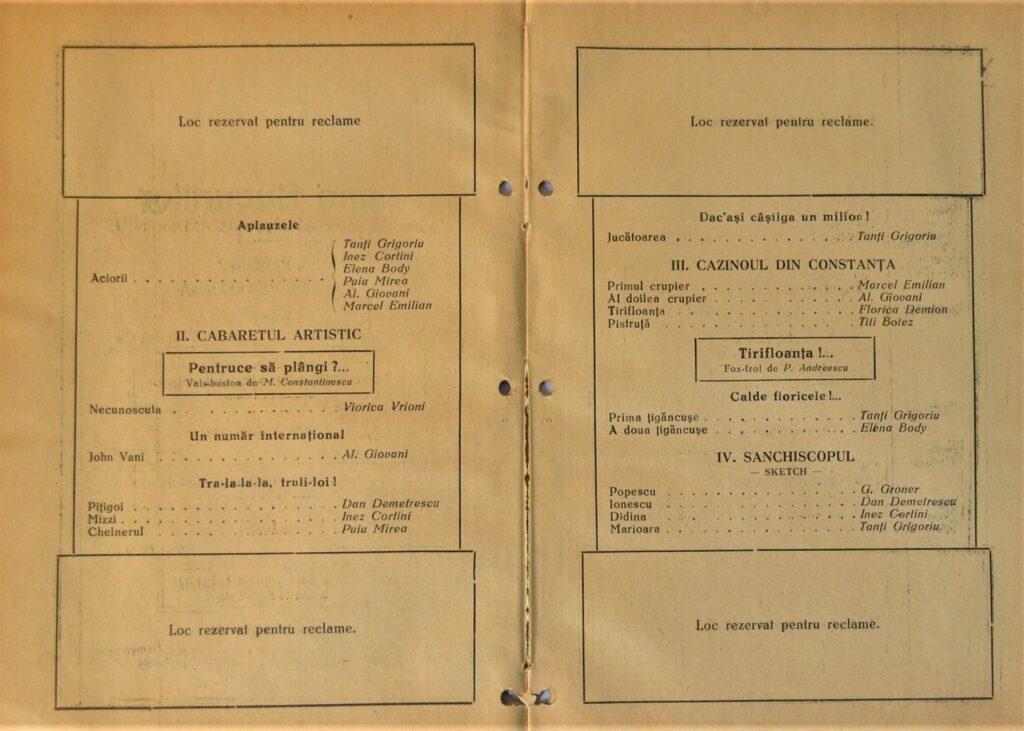 Loc rezervat pentru reclame
Aplauzele
Actorii . . . . . . . . . . . . . .
Tanți Grigoriu
Inez Cortini
Elena Body
Puiu Mirea
Al. Giovani
Marcel Emilian
II. CABARETUL ARTISTIC
Pentruce să plângi ?...
Vals-boston de M. Constantinescu
Necunoscuta . . . . . . . . . . . . Viorica Vrioni
Un număr internațional
John Vani . . . . . . . . . . . . . Al. Giovani
Tra-la-la-la, truli-loi !
Pițigoi . . . . . . . . . . . . . . Dan Demetrescu
Mizzi . . . . . . . . . . . . . . . Inez Cortini
Chelnerul . . . . . . . . . . . . . Puiu Mirea
Loc rezervat pentru reclame.
Loc rezervat pentru reclame.
Dac'ași câștiga un milion !
Jucătoarea . . . . . . . . . . . . Tanți Grigoriu
III. CAZINOUL DIN CONSTANȚA
Primul crupier . . . . . . . . . . Marcel Emilian
Al doilea crupier . . . . . . . . . Al. Giovani
Tirifloanța . . . . . . . . . . . . Florica Demion
Pistruță . . . . . . . . . . . . . Titi Botez
Tirifloanța !...
Fox-trot de P. Andreescu
Calde floricele !...
Prima țigăncușe . . . . . . . . . . Tanți Grigoriu
A doua țigăncușe . . . . . . . . . Elena Body
IV. SANCHISCOPUL
— SKETCH —
Popescu . . . . . . . . . . . . . . G. Groner
Ionescu . . . . . . . . . . . . . . Dan Demetrescu
Didina . . . . . . . . . . . . . . Inez Cortini
Marioara . . . . . . . . . . . . . Tanți Grigoriu
Loc rezervat pentru reclame.